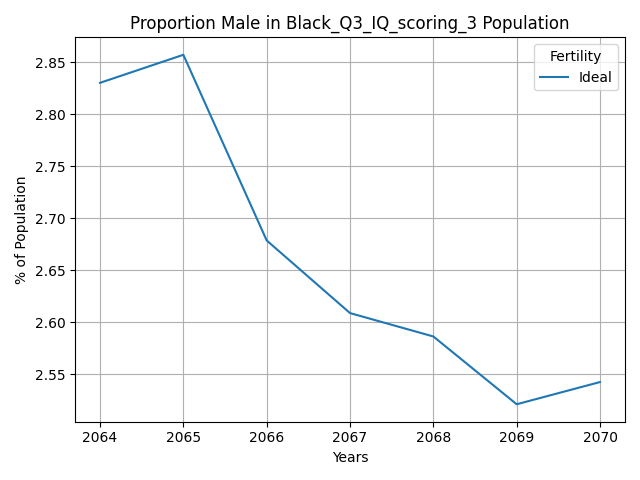 Proportion Male in Black_Q3_IQ_scoring_3 Population
Fertility
Ideal
% of Population
2.85
2.80
2.75
2.70
2.65
2.60
2.55
2064 2065 2066 2067 2068 2069 2070
Years